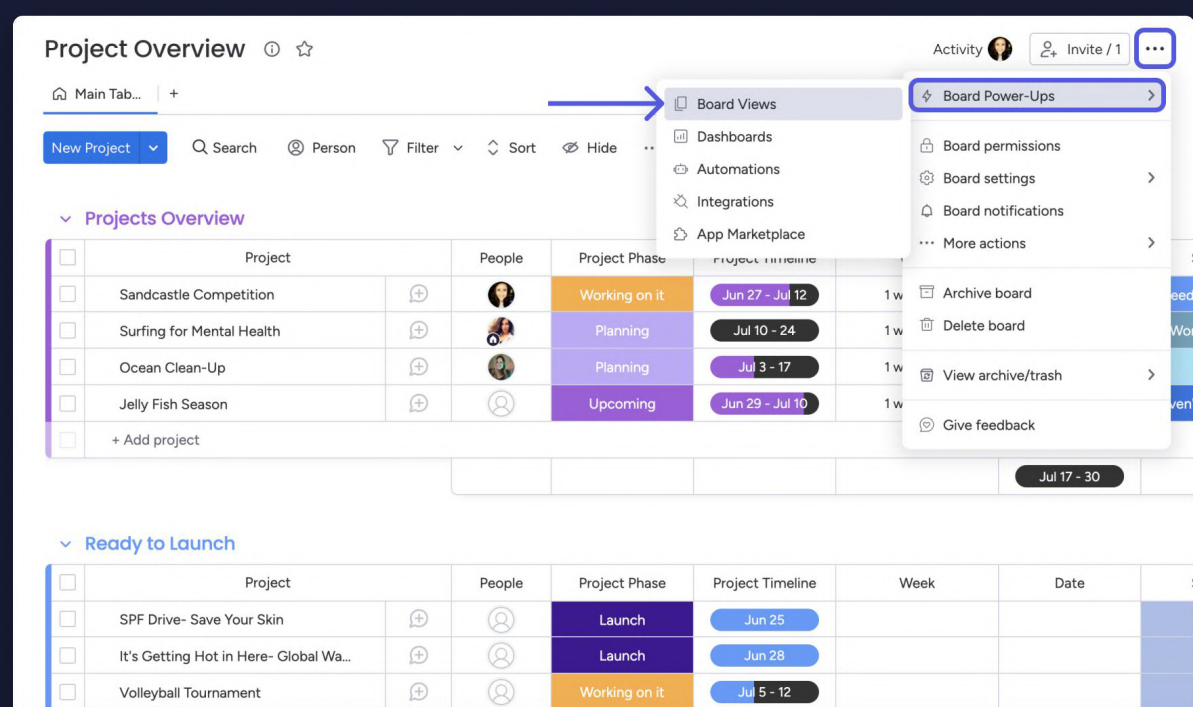 Project Overview
Activity
Invite / 1
Main Tab...
+
New Project
Search
Person
Filter
Sort
Hide
Board Views
Dashboards
Automations
Integrations
App Marketplace
Board Power-Ups
Board permissions
Board settings
Board notifications
More actions
Archive board
Delete board
View archive/trash
Give feedback
Projects Overview
Project People Project Phase Project Timeline
Sandcastle Competition Working on it Jun 27 - Jul 12 1 w
Surfing for Mental Health Planning Jul 10 - 24 1 w
Ocean Clean-Up Planning Jul 3 - 17 1 w
Jelly Fish Season Upcoming Jun 29 - Jul 10 1 w
+ Add project
Jul 17 - 30
Ready to Launch
Project People Project Phase Project Timeline Week Date
SPF Drive- Save Your Skin Launch Jun 25
It's Getting Hot in Here- Global Wa... Launch Jun 28
Volleyball Tournament Working on it Jul 5 - 12